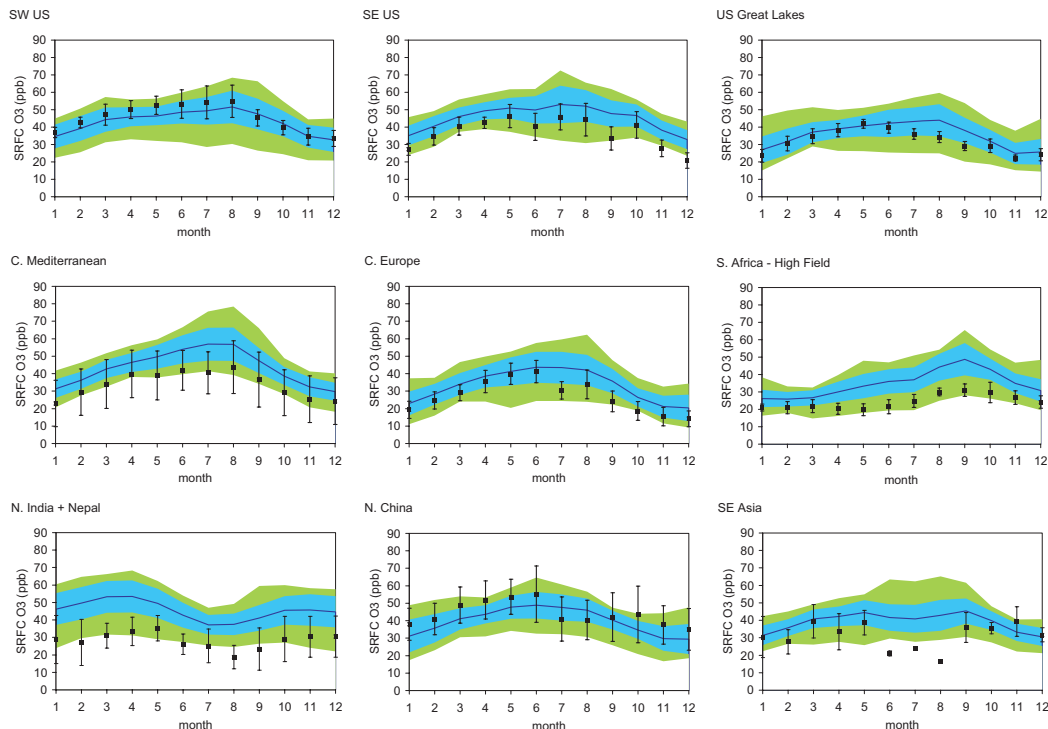 SW US
SE US
US Great Lakes
SRFC O3 (ppb)
90
80
70
60
50
40
30
20
10
0
1 2 3 4 5 6 7 8 9 10 11 12
month
SRFC O3 (ppb)
90
80
70
60
50
40
30
20
10
0
1 2 3 4 5 6 7 8 9 10 11 12
month
SRFC O3 (ppb)
90
80
70
60
50
40
30
20
10
0
1 2 3 4 5 6 7 8 9 10 11 12
month
C. Mediterranean
C. Europe
S. Africa - High Field
SRFC O3 (ppb)
90
80
70
60
50
40
30
20
10
0
1 2 3 4 5 6 7 8 9 10 11 12
month
SRFC O3 (ppb)
90
80
70
60
50
40
30
20
10
0
1 2 3 4 5 6 7 8 9 10 11 12
month
SRFC O3 (ppb)
90
80
70
60
50
40
30
20
10
0
1 2 3 4 5 6 7 8 9 10 11 12
month
N. India + Nepal
N. China
SE Asia
SRFC O3 (ppb)
90
80
70
60
50
40
30
20
10
0
1 2 3 4 5 6 7 8 9 10 11 12
month
SRFC O3 (ppb)
90
80
70
60
50
40
30
20
10
0
1 2 3 4 5 6 7 8 9 10 11 12
month
SRFC O3 (ppb)
90
80
70
60
50
40
30
20
10
0
1 2 3 4 5 6 7 8 9 10 11 12
month